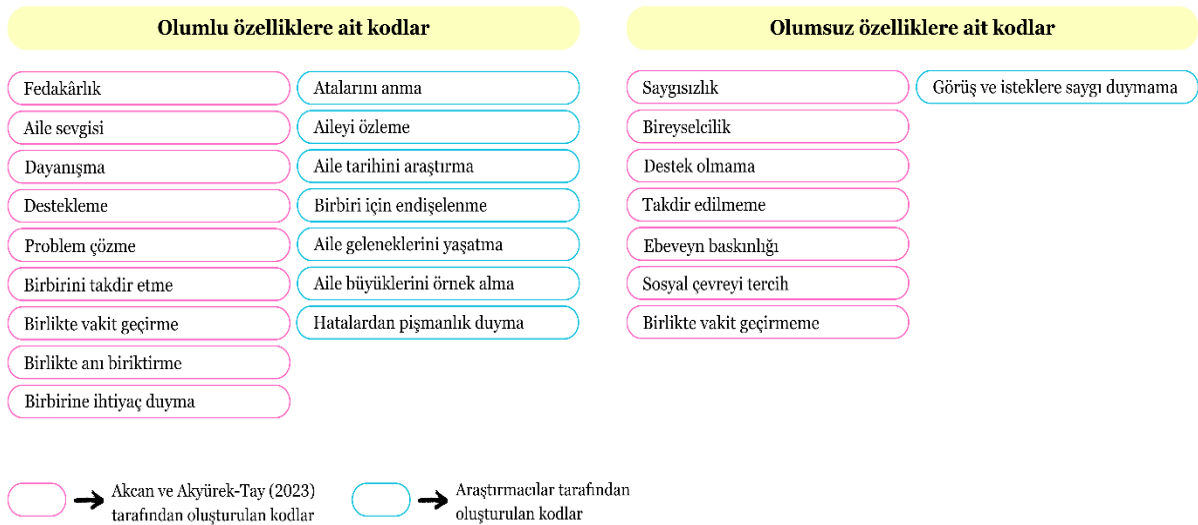 Olumlu özelliklere ait kodlar
Fedakârlık
Aile sevgisi
Dayanışma
Destekleme
Problem çözme
Birbirini takdir etme
Birlikte vakit geçirme
Birlikte anı biriktirme
Birbirine ihtiyaç duyma
Atalarını anma
Aileyi özleme
Aile tarihini araştırma
Birbiri için endişelenme
Aile geleneklerini yaşatma
Aile büyüklerini örnek alma
Hatalardan pişmanlık duyma
Olumsuz özelliklere ait kodlar
Saygısızlık
Bireyselcilik
Destek olmama
Takdir edilmeme
Ebeveyn baskınlığı
Sosyal çevreyi tercih
Birlikte vakit geçirmeme
Görüş ve isteklere saygı duymama
Akcan ve Akyürek-Tay (2023)
tarafından oluşturulan kodlar
Araştırmacılar tarafından
oluşturulan kodlar